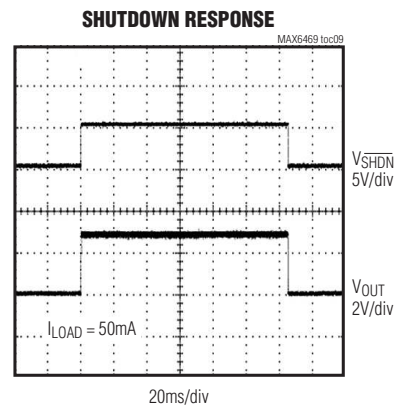 SHUTDOWN RESPONSE
MAX6469 toc09
VSHDN
5V/div
VOUT
2V/div
ILOAD = 50mA
20ms/div